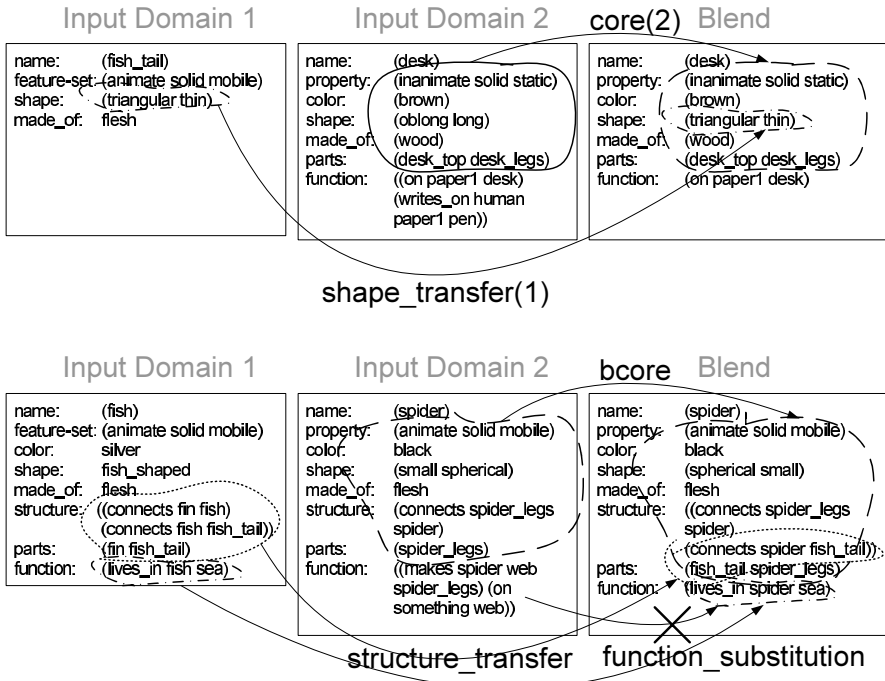 Input Domain 1
Input Domain 2
core(2)
Blend
name: (fish_tail)
feature-set: (animate solid mobile)
shape: (triangular thin)
made_of: flesh
name: (desk)
property: (inanimate solid static)
color: (brown)
shape: (oblong long)
made_of: (wood)
parts: (desk_top desk_legs)
function: ((on paper1 desk)
(writes_on human
paper1 pen))
name: (desk)
property: (inanimate solid static)
color: (brown)
shape: (triangular thin)
made_of: (wood)
parts: (desk_top desk_legs)
function: (on paper1 desk)
shape_transfer(1)
Input Domain 1
Input Domain 2
bcore
Blend
name: (fish)
feature-set: (animate solid mobile)
color: silver
shape: fish_shaped
made_of: flesh
structure: ((connects fin fish)
(connects fish fish_tail))
parts: (fin fish_tail)
function: (lives_in fish sea)
name: (spider)
property: (animate solid mobile)
color: black
shape: (small spherical)
made_of: flesh
structure: (connects spider_legs
spider)
parts: (spider_legs)
function: ((makes spider web
spider_legs) (on
something web))
name: (spider)
property: (animate solid mobile)
color: black
shape: (spherical small)
made_of: flesh
structure: ((connects spider_legs
spider)
(connects spider fish_tail))
parts: (fish_tail spider_legs)
function: (lives_in spider sea)
structure_transfer
function_substitution